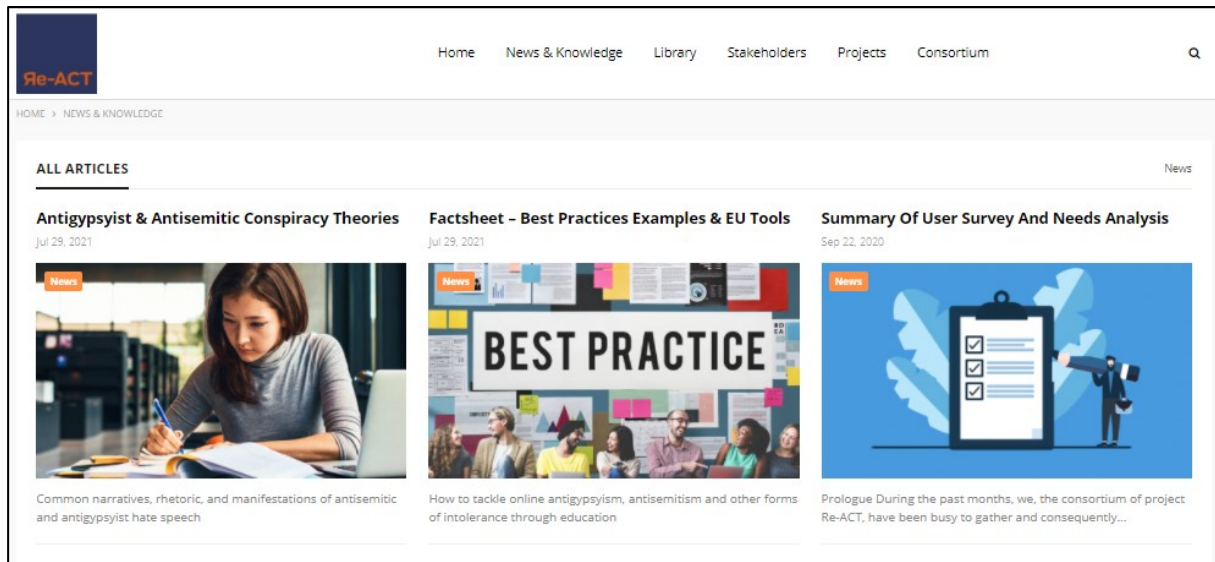 Яe-ACT
Home News & Knowledge Library Stakeholders Projects Consortium
HOME > NEWS & KNOWLEDGE
ALL ARTICLES
News
Antigypsyist & Antisemitic Conspiracy Theories
Jul 29, 2021
News
Common narratives, rhetoric, and manifestations of antisemitic
and antigypsyist hate speech
Factsheet – Best Practices Examples & EU Tools
Jul 29, 2021
News
BEST PRACTICE
How to tackle online antigypsyism, antisemitism and other forms
of intolerance through education
Summary Of User Survey And Needs Analysis
Sep 22, 2020
News
Prologue During the past months, we, the consortium of project
Re-ACT, have been busy to gather and consequently...